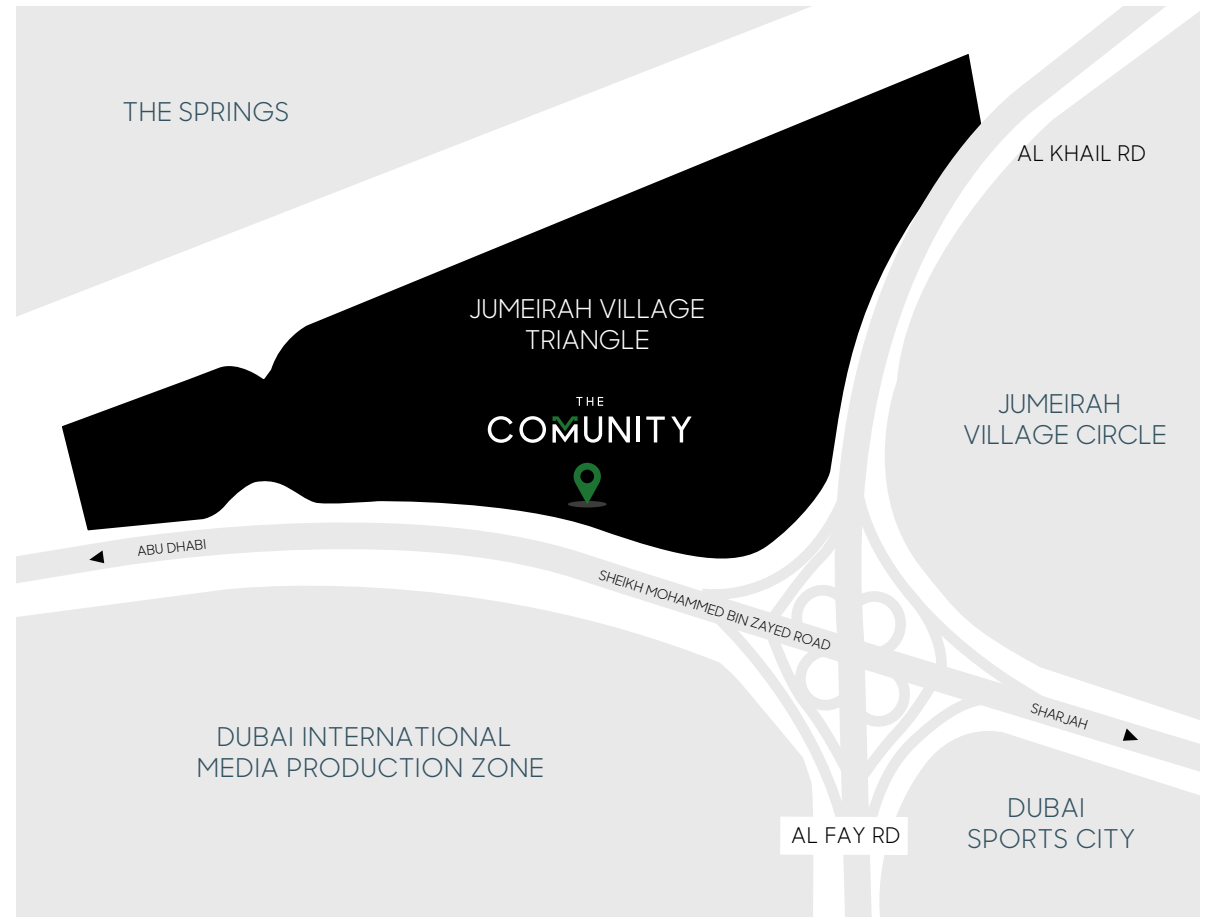 THE SPRINGS
AL KHAIL RD
JUMEIRAH VILLAGE
TRIANGLE
THE
COMUNITY
JUMEIRAH
VILLAGE CIRCLE
ABU DHABI
SHEIKH MOHAMMED BIN ZAYED ROAD
SHARJAH
DUBAI INTERNATIONAL
MEDIA PRODUCTION ZONE
AL FAY RD
DUBAI
SPORTS CITY